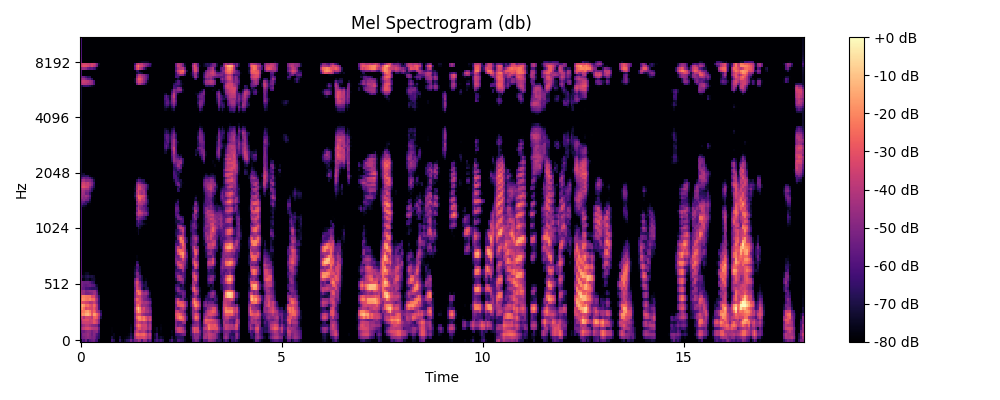 Mel Spectrogram (db)
Hz
8192
4096
2048
1024
512
0
0
5
10
15
Time
+0 dB
-10 dB
-20 dB
-30 dB
-40 dB
-50 dB
-60 dB
-70 dB
-80 dB